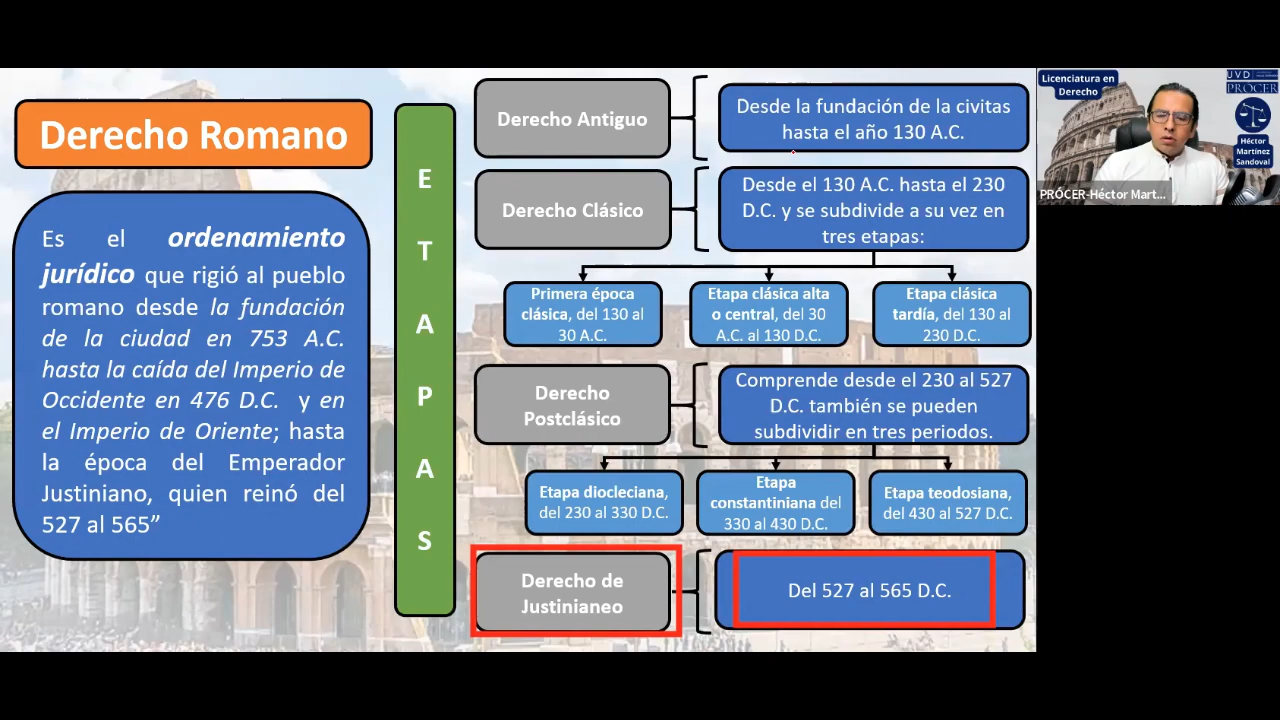 Derecho Romano
Es el ordenamiento
jurídico que rigió al pueblo
romano desde la fundación
de la ciudad en 753 A.C.
hasta la caída del Imperio de
Occidente en 476 D.C. y en
el Imperio de Oriente; hasta
la época del Emperador
Justiniano, quien reinó del
527 al 565”
E
T
A
P
A
S
Derecho Antiguo
Desde la fundación de la civitas
hasta el año 130 A.C.
Derecho Clásico
Desde el 130 A.C. hasta el 230
D.C. y se subdivide a su vez en
tres etapas:
Primera época
clásica, del 130 al
30 A.C.
Etapa clásica alta
o central, del 30
A.C. al 130 D.C.
Etapa clásica
tardía, del 130 al
230 D.C.
Derecho
Postclásico
Comprende desde el 230 al 527
D.C. también se pueden
subdividir en tres periodos.
Etapa diocleciana,
del 230 al 330 D.C.
Etapa
constantiniana del
330 al 430 D.C.
Etapa teodosiana,
del 430 al 527 D.C.
Derecho de
Justinianeo
Del 527 al 565 D.C.
Licenciatura en
Derecho
UVD
PRÓCER
Héctor
Martínez
Sandoval
PRÓCER-Héctor Mart...